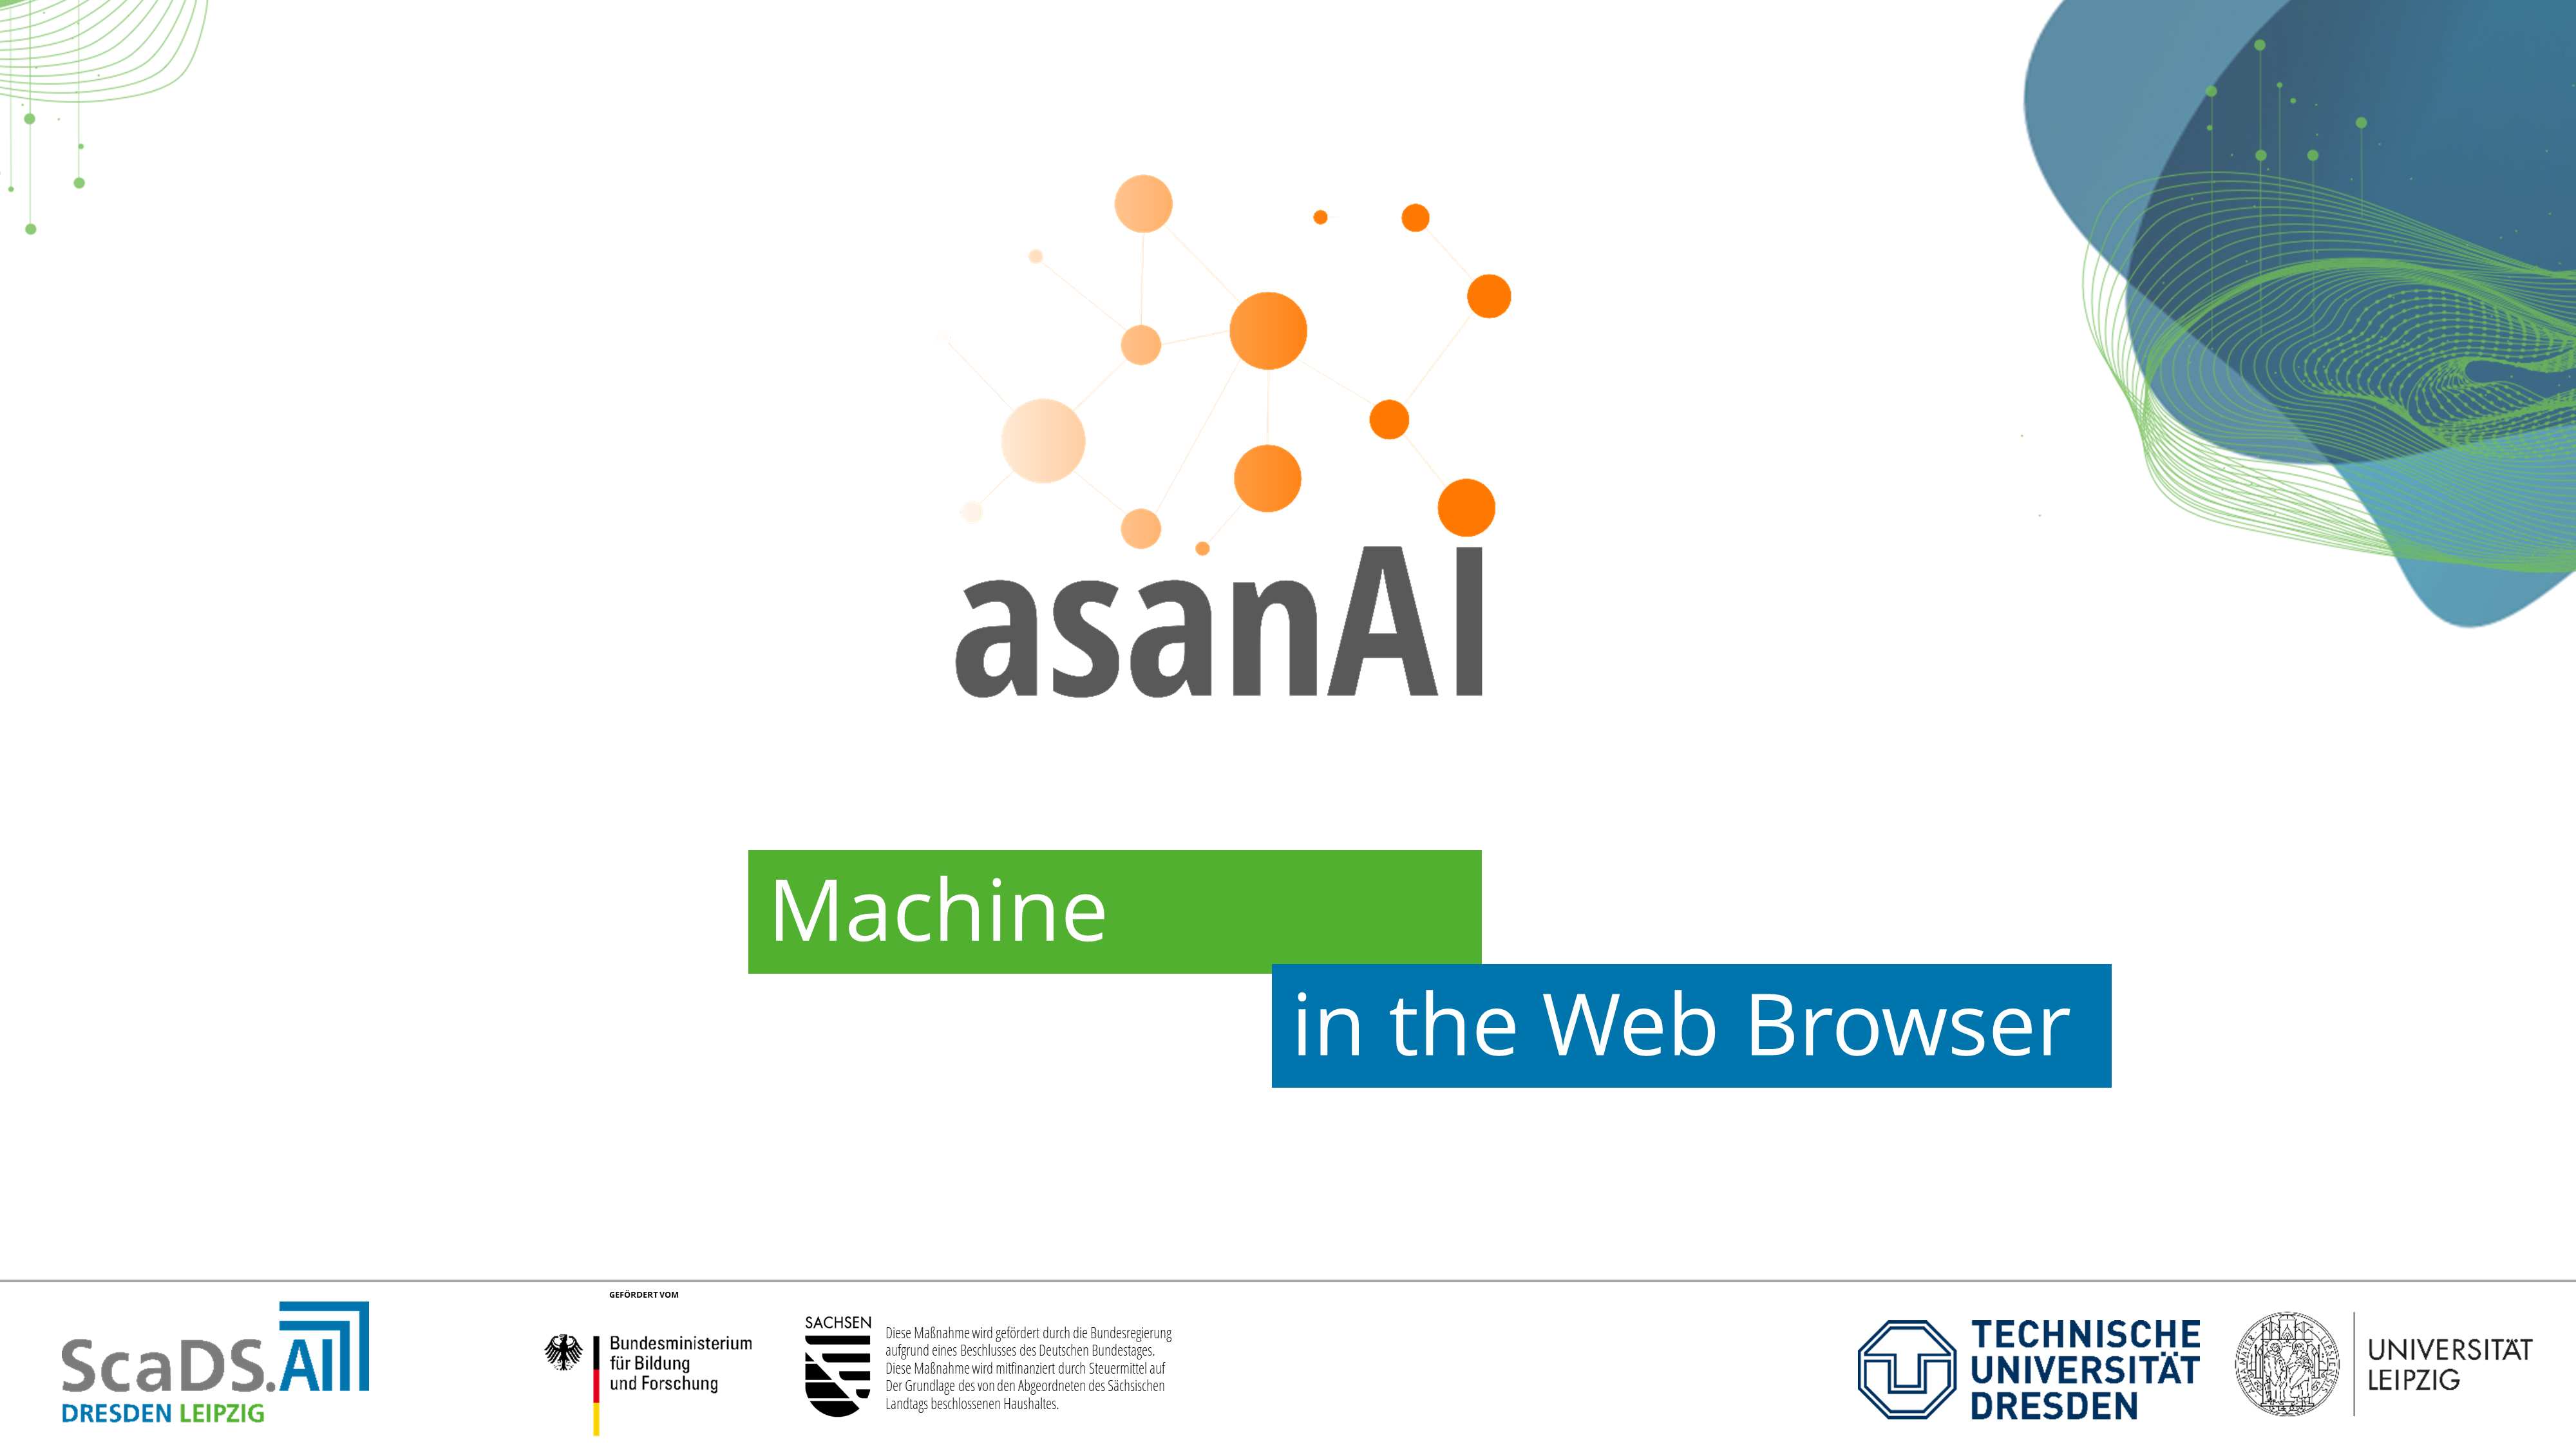 asanAI
Machine
in the Web Browser
ScaDS.AI
DRESDEN LEIPZIG
GEFÖRDERT VOM
Bundesministerium
für Bildung
und Forschung
SACHSEN
Diese Maßnahme wird gefördert durch die Bundesregierung
aufgrund eines Beschlusses des Deutschen Bundestages.
Diese Maßnahme wird mitfinanziert durch Steuermittel auf
Der Grundlage des von den Abgeordneten des Sächsischen
Landtags beschlossenen Haushaltes.
TECHNISCHE
UNIVERSITÄT
DRESDEN
UNIVERSITÄT
LEIPZIG